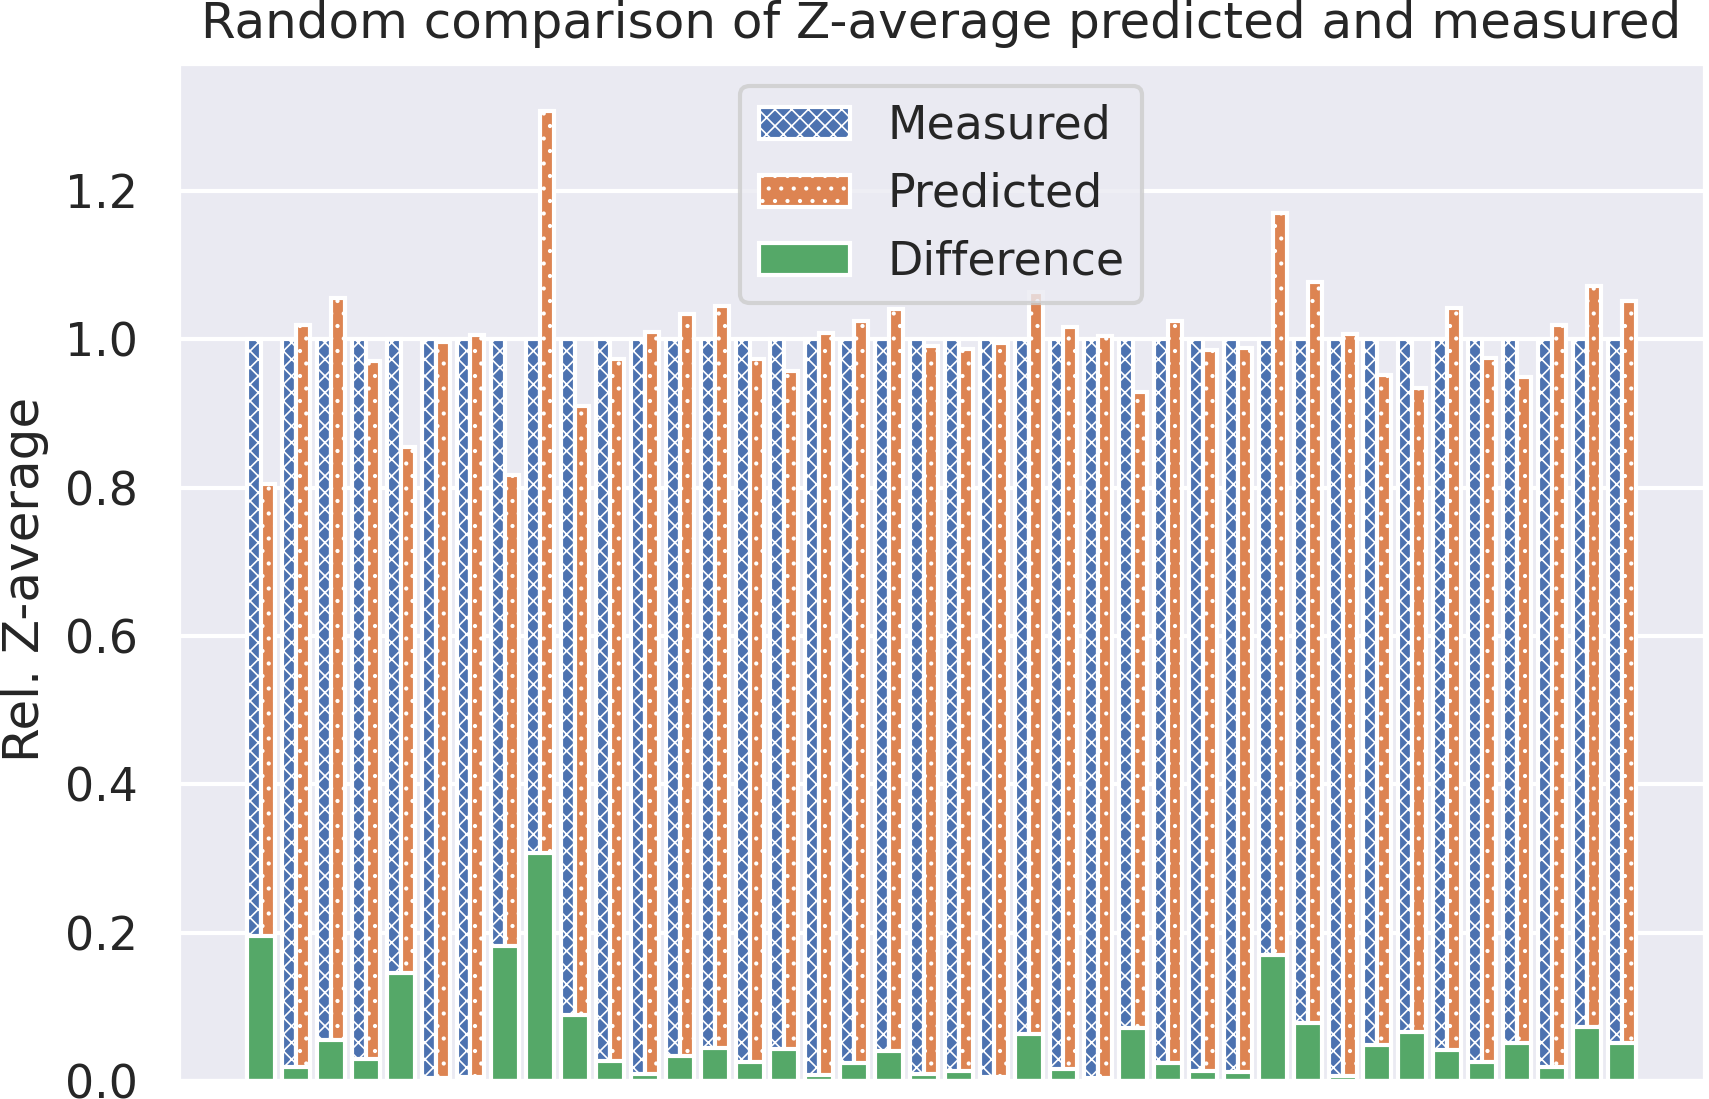 Random comparison of Z-average predicted and measured
Measured
Predicted
Difference
Rel. Z-average
1.2
1.0
0.8
0.6
0.4
0.2
0.0